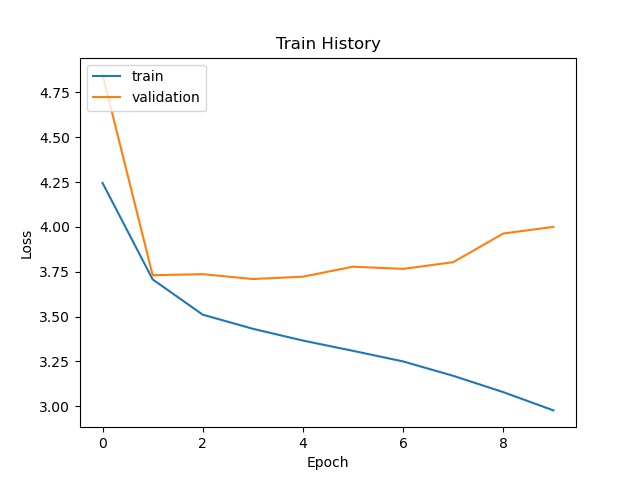 Train History
train
validation
4.75
4.50
4.25
4.00
3.75
3.50
3.25
3.00
Loss
0 2 4 6 8
Epoch